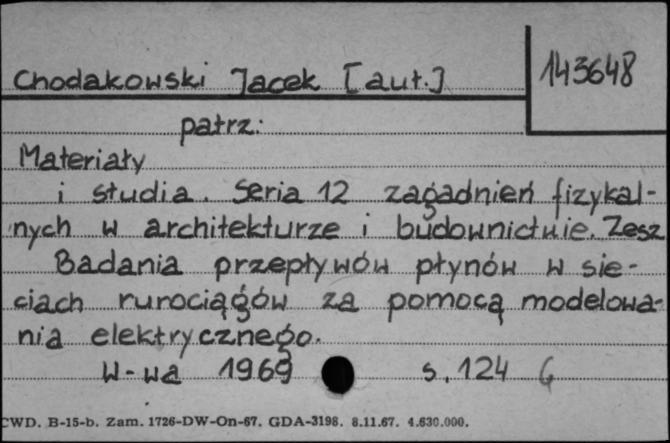 Chodakowski Jacek [aut.]
143648
patrz:
Materiały
i studia. Seria 12 zagadnień fizykal-
nych w architekturze i budownictwie. Zesz
Badania przepływów płynów w sie-
ciach rurociągów za pomocą modelowa-
nia elektrycznego.
W-wa 1969 s. 124
CWD. B-15-b. Zam. 1726-DW-On-67. GDA-3198. 8.11.67. 4.630.000.